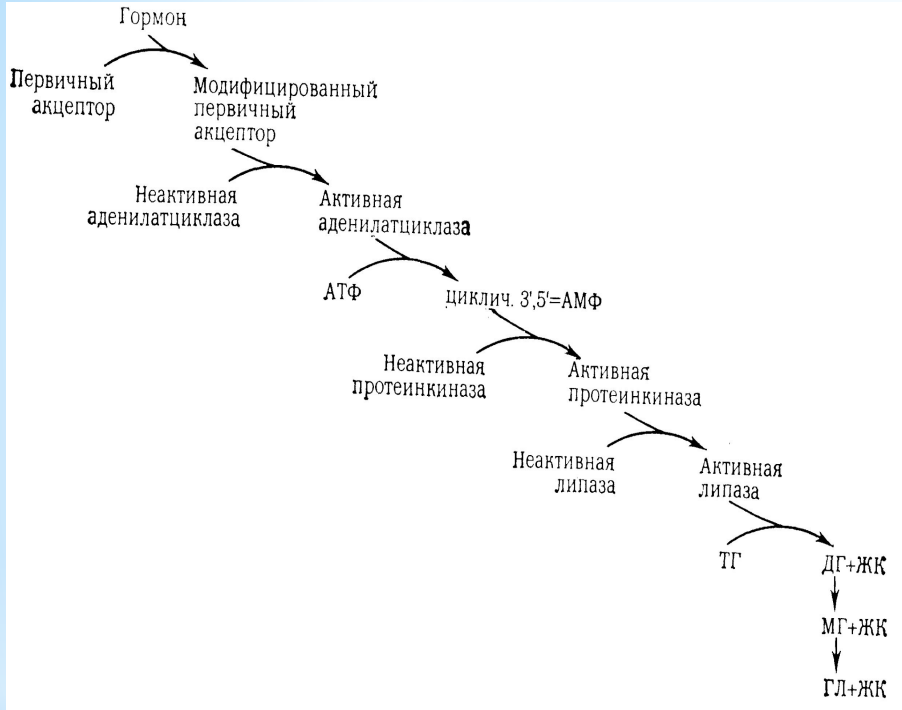 Гормон
Первичный
акцептор
Модифицированный
первичный
акцептор
Неактивная
аденилатциклаза
Активная
аденилатциклаза
АТФ
циклич. 3',5'=АМФ
Неактивная
протеинкиназа
Активная
протеинкиназа
Неактивная
липаза
Активная
липаза
ТГ
ДГ+ЖК
МГ+ЖК
ГЛ+ЖК